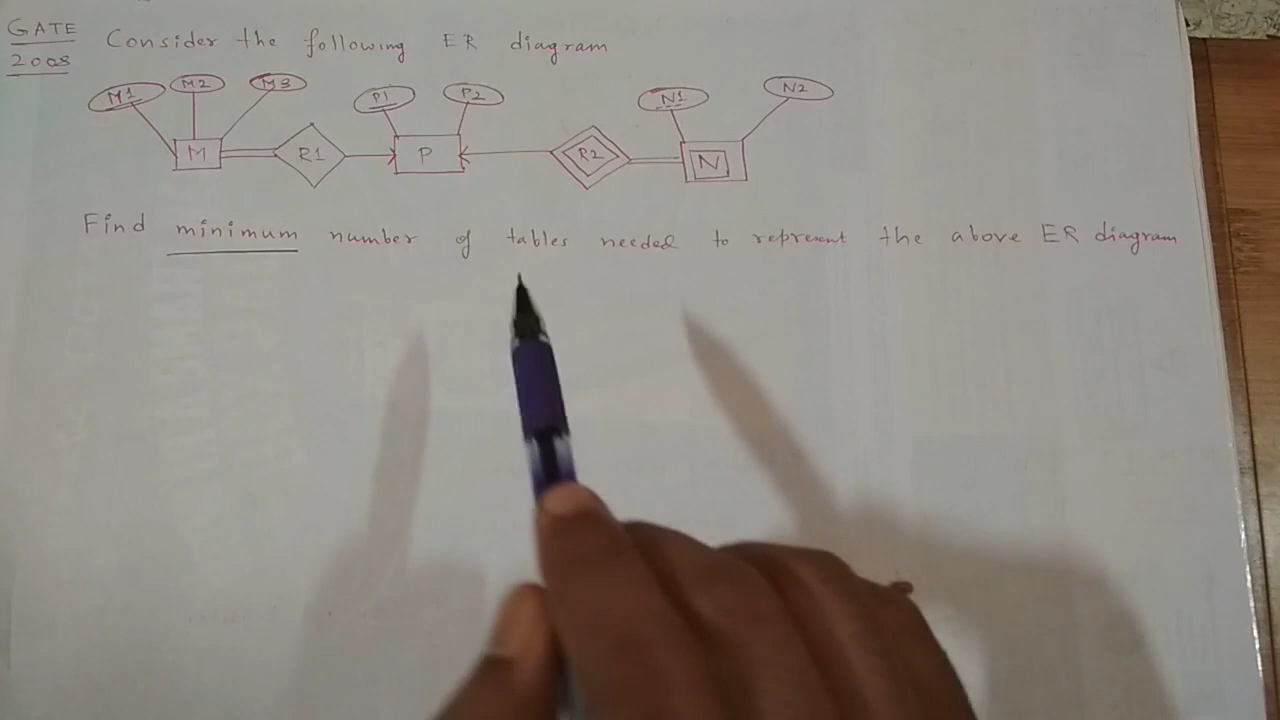 GATE
2008
Consider the following ER diagram
M1 M2 M3 P1 P2 N1 N2
M R1 P R2 N
Find minimum number of tables needed to represent the above ER diagram